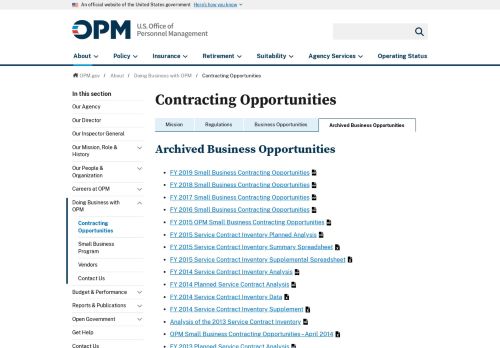 An official website of the United States government Here's how you know
OPM
U.S. Office of
Personnel Management
About
Policy
Insurance
Retirement
Suitability
Agency Services
Operating Status
OPM.gov / About / Doing Business with OPM / Contracting Opportunities
In this section
Our Agency
Our Director
Our Inspector General
Our Mission, Role &
History
Our People &
Organization
Careers at OPM
Doing Business with
OPM
Contracting
Opportunities
Small Business
Program
Vendors
Contact Us
Budget & Performance
Reports & Publications
Open Government
Get Help
Contact Us
Contracting Opportunities
Mission
Regulations
Business Opportunities
Archived Business Opportunities
Archived Business Opportunities
FY 2019 Small Business Contracting Opportunities
FY 2018 Small Business Contracting Opportunities
FY 2017 Small Business Contracting Opportunities
FY 2016 Small Business Contracting Opportunities
FY 2015 OPM Small Business Contracting Opportunities
FY 2015 Service Contract Inventory Planned Analysis
FY 2015 Service Contract Inventory Summary Spreadsheet
FY 2015 Service Contract Inventory Supplemental Spreadsheet
FY 2014 Service Contract Inventory Analysis
FY 2014 Planned Service Contract Analysis
FY 2014 Service Contract Inventory Data
FY 2014 Service Contract Inventory Supplement
Analysis of the 2013 Service Contract Inventory
OPM Small Business Contracting Opportunities - April 2014
FY 2013 Planned Service Contract Analysis